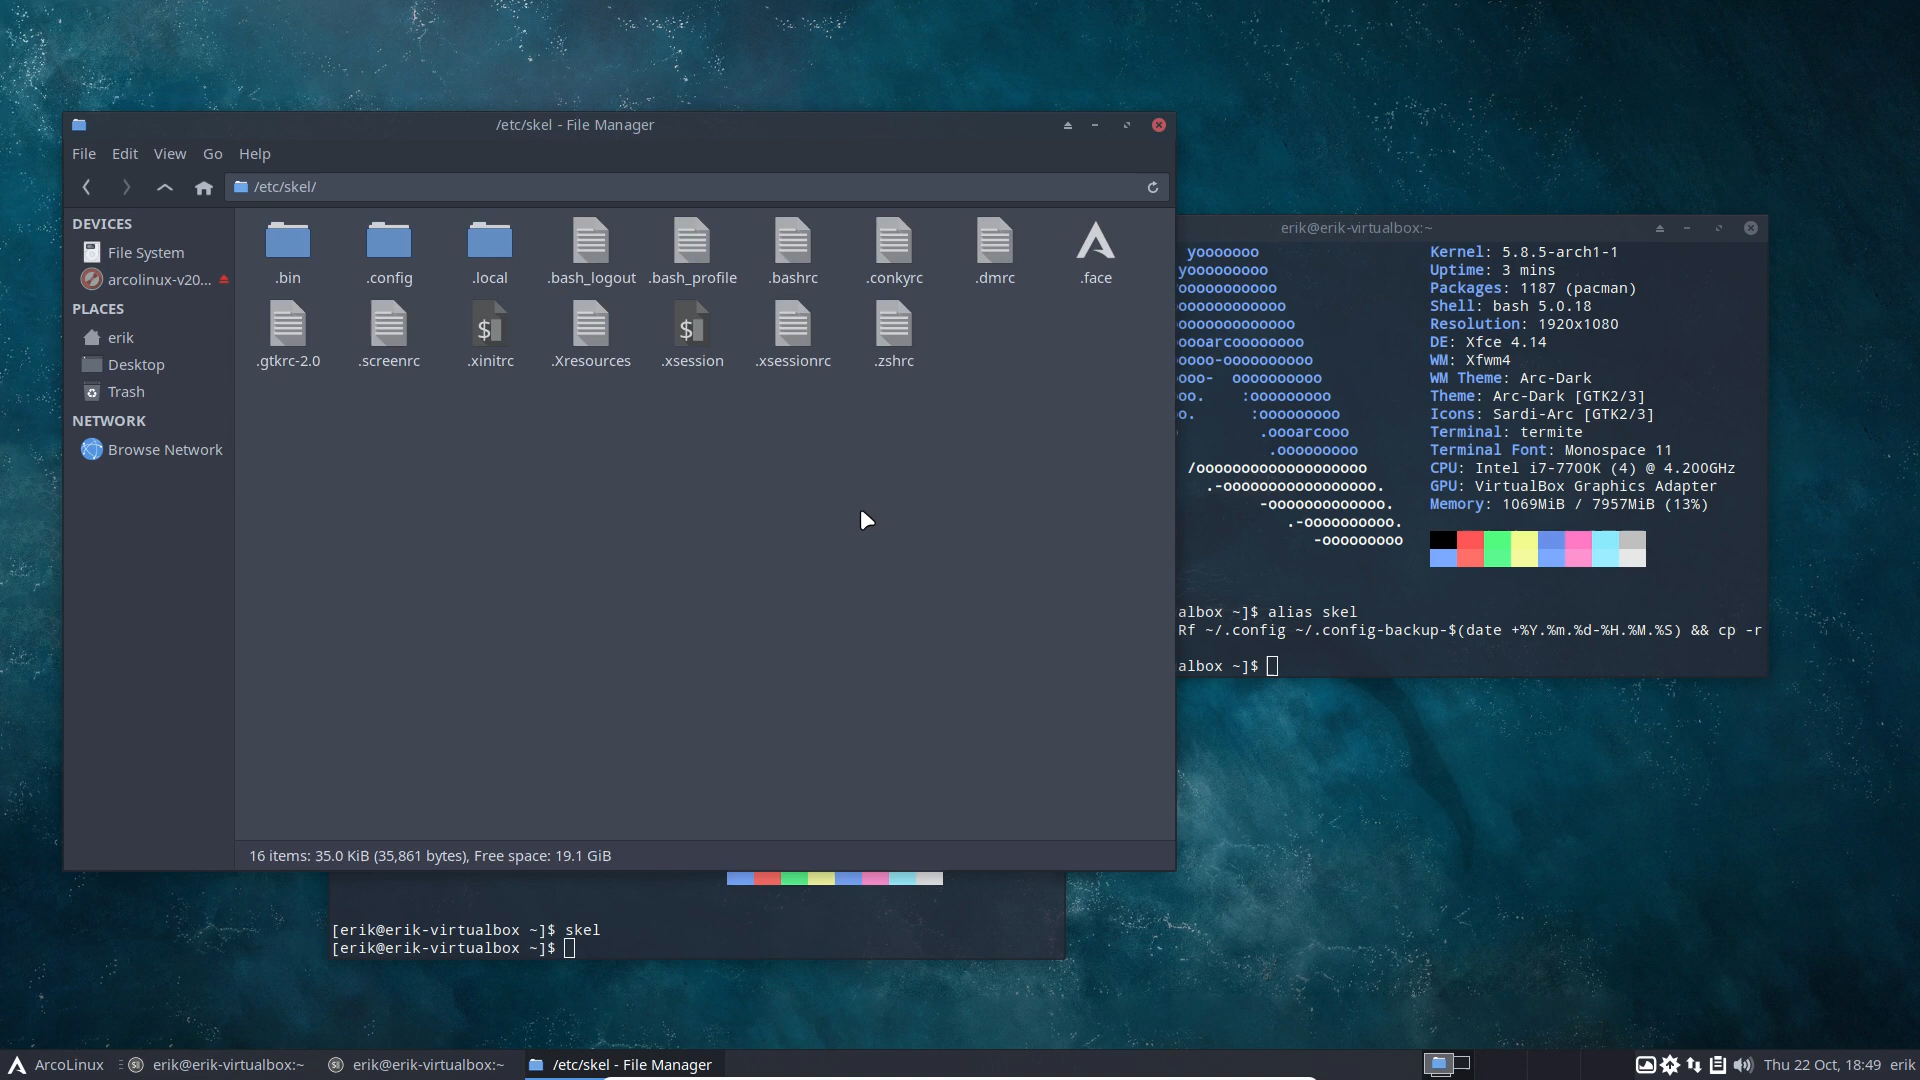 /etc/skel - File Manager
File Edit View Go Help
/etc/skel/
DEVICES
File System
arcolinux-v20...
PLACES
erik
Desktop
Trash
NETWORK
Browse Network
.bin .config .local .bash_logout .bash_profile .bashrc .conkyrc .dmrc .face
.gtkrc-2.0 .screenrc .xinitrc .Xresources .xsession .xsessionrc .zshrc
16 items: 35.0 KiB (35,861 bytes), Free space: 19.1 GiB
erik@erik-virtualbox:~
yooooooo
yooooooooo
Kernel: 5.8.5-arch1-1
Uptime: 3 mins
Packages: 1187 (pacman)
Shell: bash 5.0.18
Resolution: 1920x1080
DE: Xfce 4.14
WM: Xfwm4
WM Theme: Arc-Dark
Theme: Arc-Dark [GTK2/3]
Icons: Sardi-Arc [GTK2/3]
Terminal: termite
Terminal Font: Monospace 11
CPU: Intel i7-7700K (4) @ 4.200GHz
GPU: VirtualBox Graphics Adapter
Memory: 1069MiB / 7957MiB (13%)
albox ~]$ alias skel
Rf ~/.config ~/.config-backup-$(date +%Y.%m.%d-%H.%M.%S) && cp -r
albox ~]$
[erik@erik-virtualbox ~]$ skel
[erik@erik-virtualbox ~]$
ArcoLinux erik@erik-virtualbox:~ erik@erik-virtualbox:~ /etc/skel - File Manager Thu 22 Oct, 18:49 erik